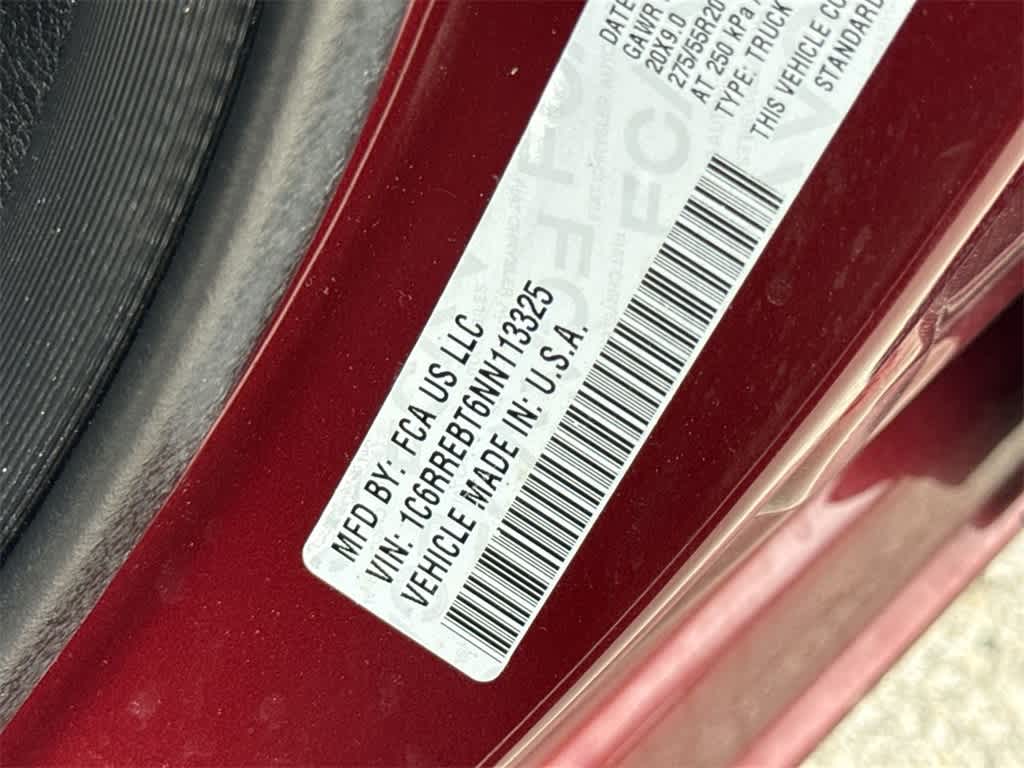 MFD BY: FCA US LLC
VIN: 1C6RREBT6NN113325
VEHICLE MADE IN: U.S.A.
DATE
GAWR
20X9.0
275/55R20
AT 250 kPa
TYPE: TRUCK
THIS VEHICLE CO
STANDARD